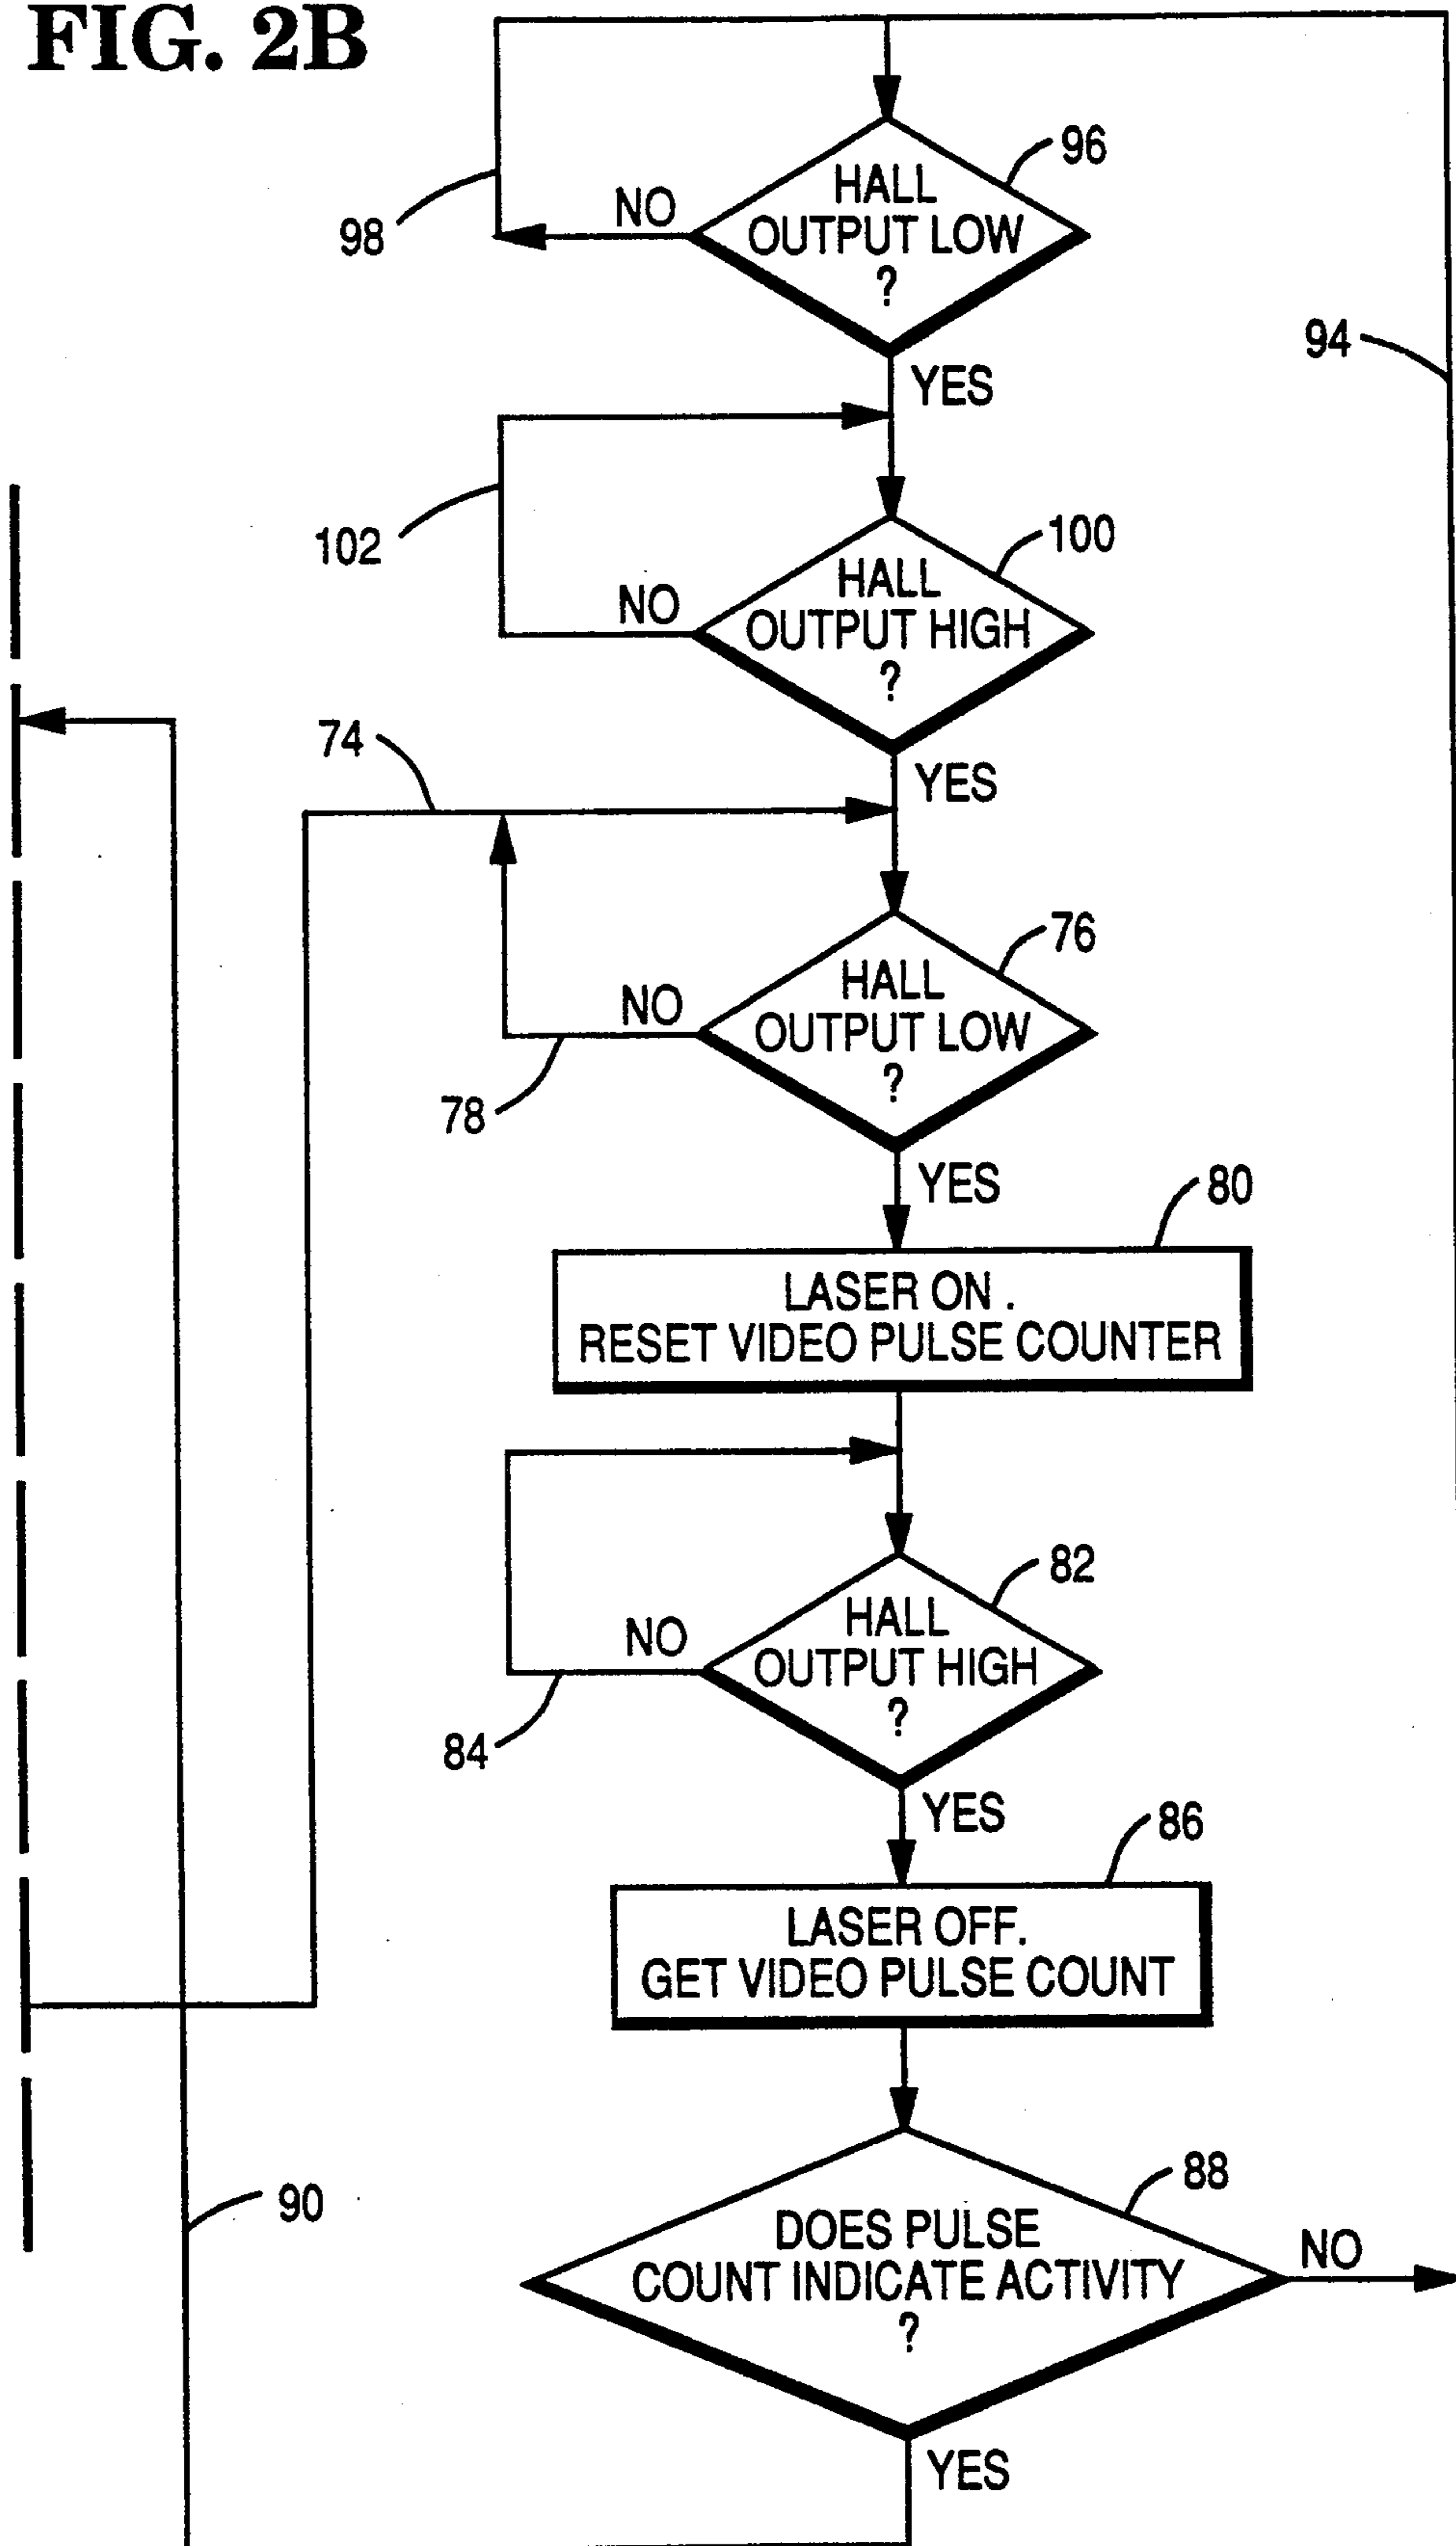 FIG. 2B
96
HALL
OUTPUT LOW
?
NO
98
YES
94
102
100
HALL
OUTPUT HIGH
?
NO
YES
74
76
HALL
OUTPUT LOW
?
NO
78
YES
80
LASER ON .
RESET VIDEO PULSE COUNTER
82
HALL
OUTPUT HIGH
?
NO
84
YES
86
LASER OFF.
GET VIDEO PULSE COUNT
88
DOES PULSE
COUNT INDICATE ACTIVITY
?
NO
90
YES